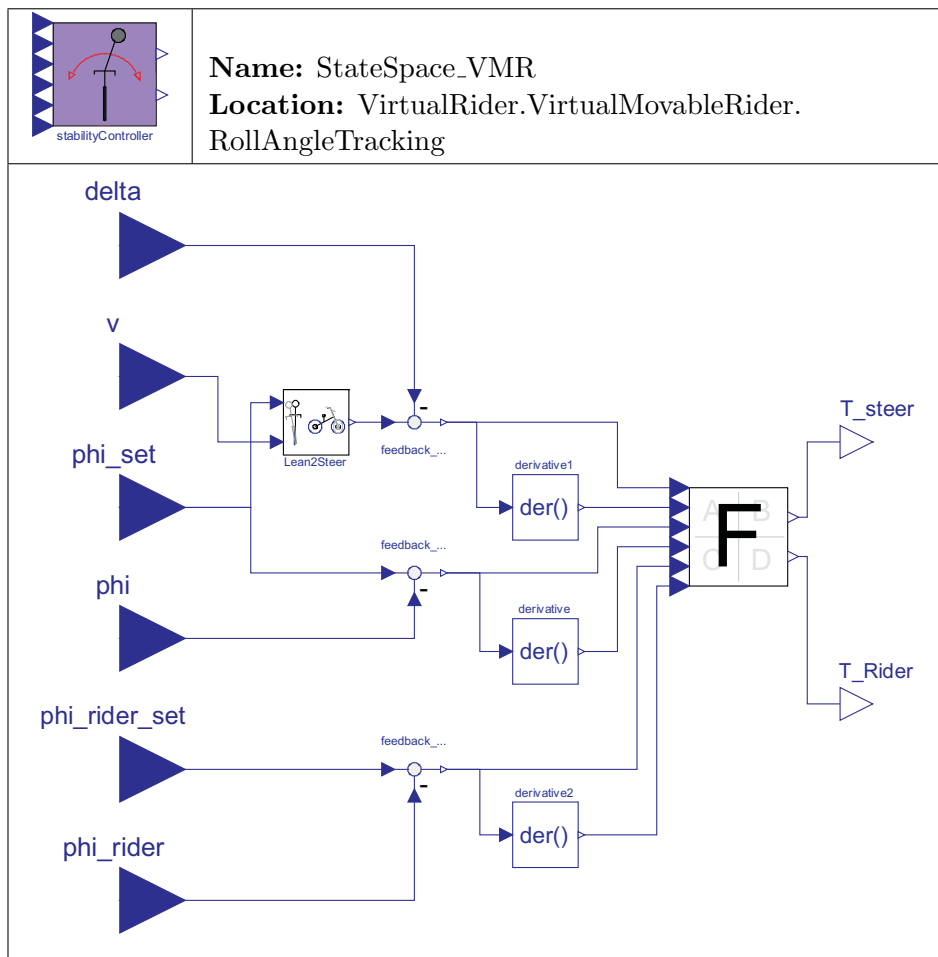 stabilityController
Name: StateSpace_VMR
Location: VirtualRider.VirtualMovableRider.
RollAngleTracking
delta
v
phi_set
phi
phi_rider_set
phi_rider
Lean2Steer
-
feedback_...
derivative1
der()
feedback_...
-
derivative
der()
feedback_...
-
derivative2
der()
A B
F
C D
T_steer
T_Rider